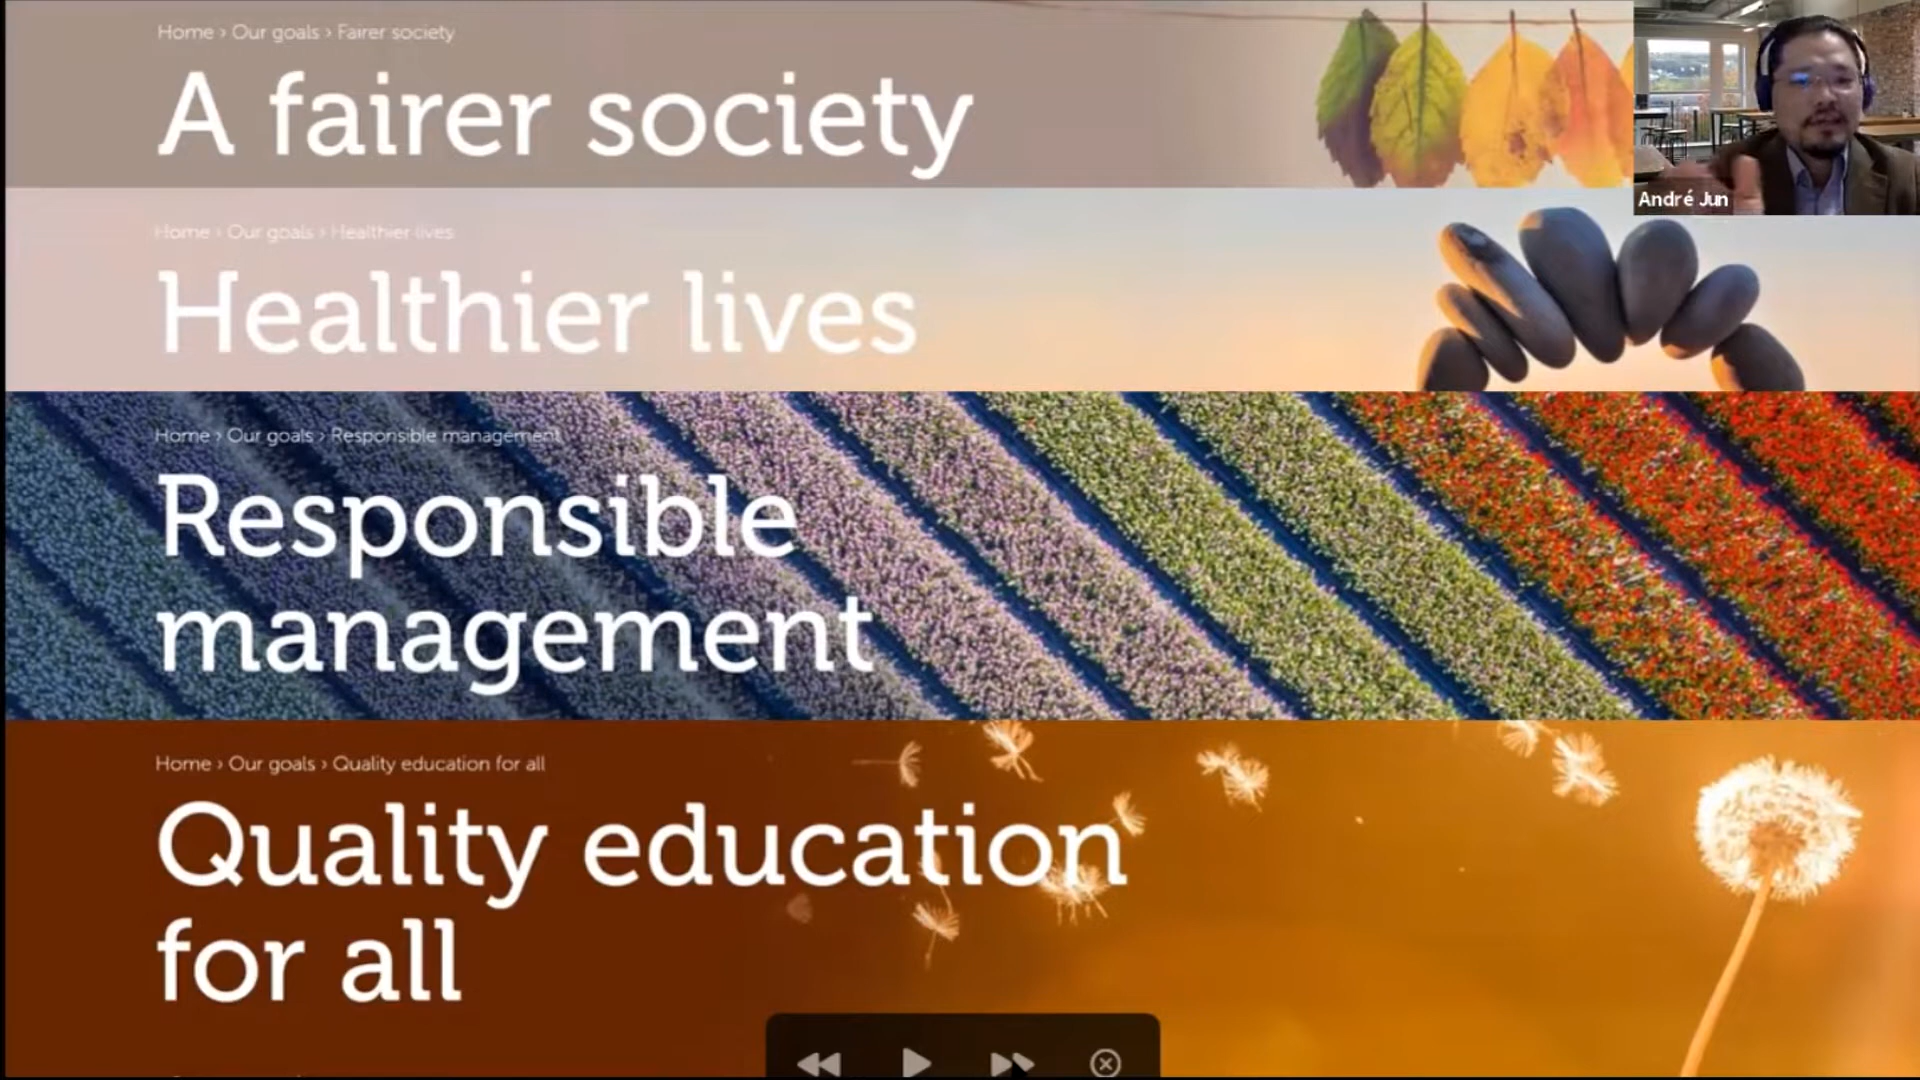 Home › Our goals › Fairer society
A fairer society
André Jun
Home › Our goals › Healthier lives
Healthier lives
Home › Our goals › Responsible management
Responsible
management
Home › Our goals › Quality education for all
Quality education
for all